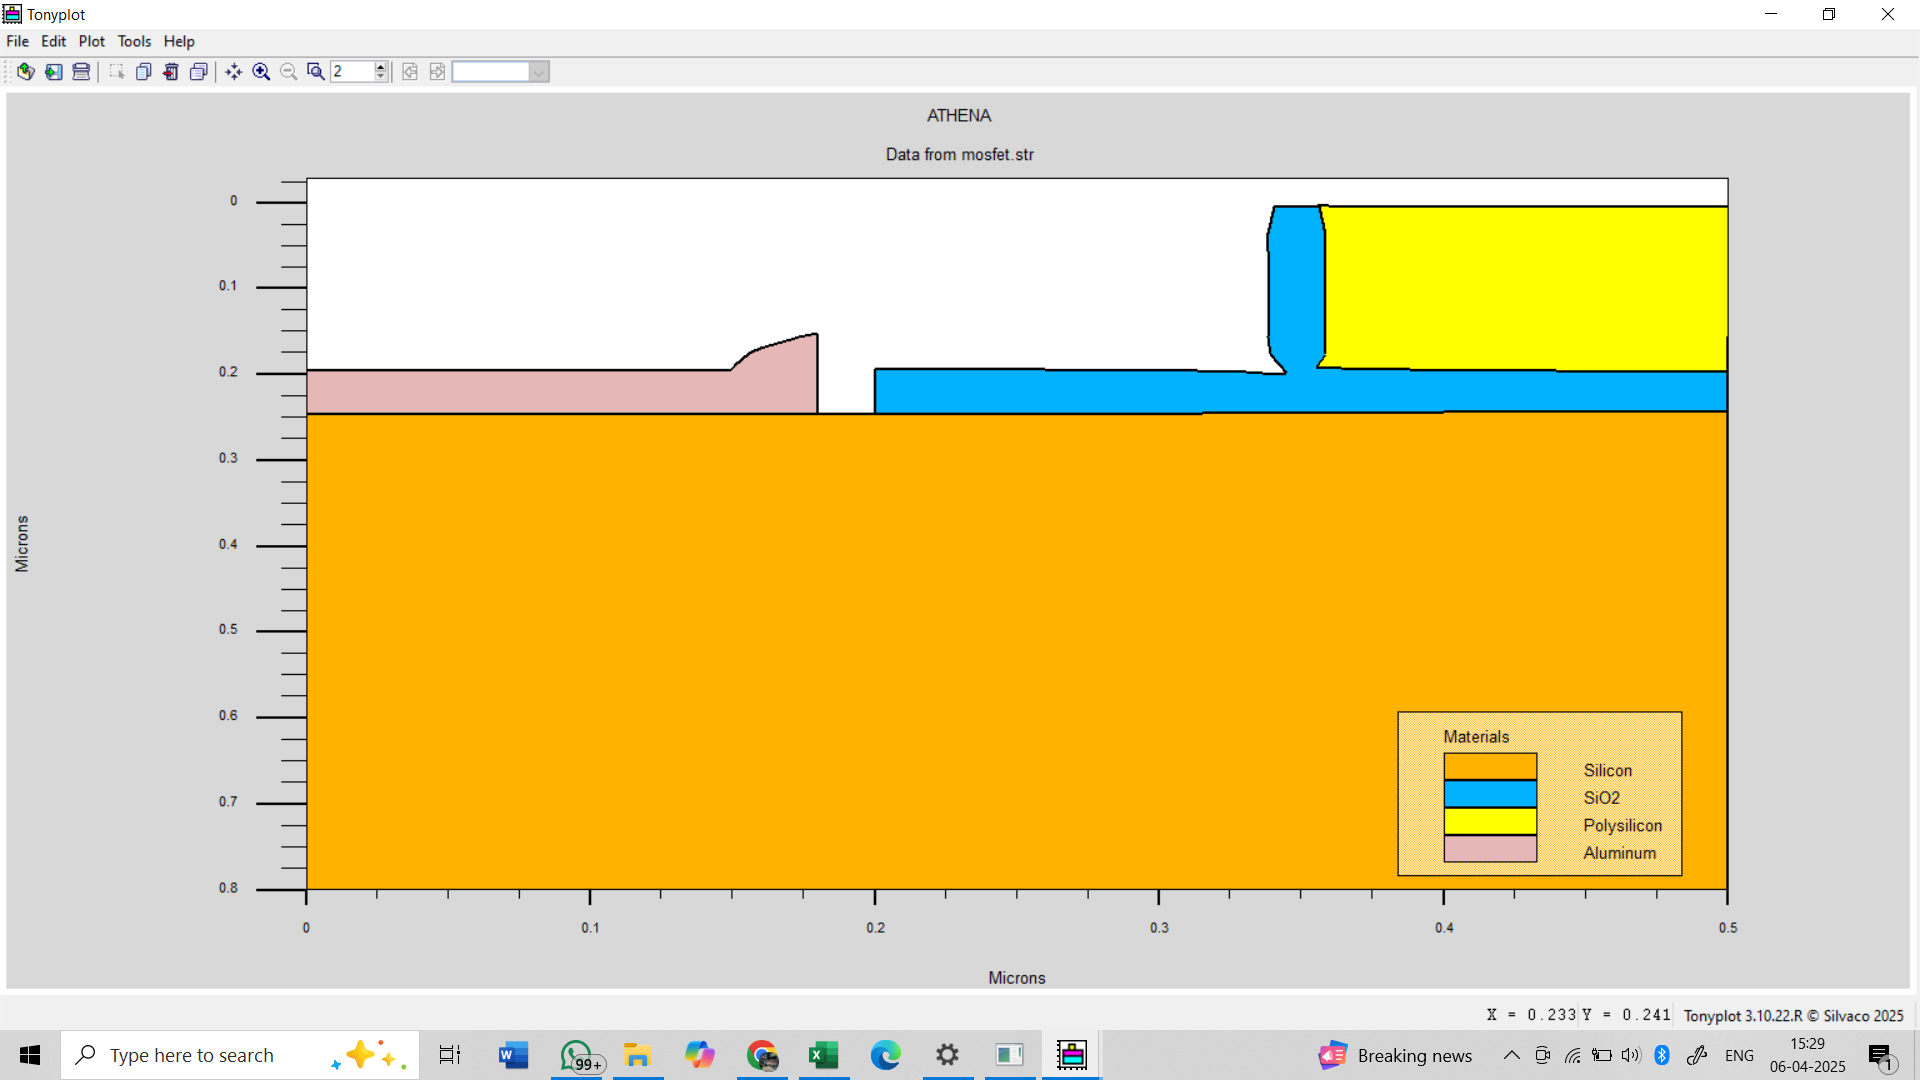 Tonyplot
File Edit Plot Tools Help
2
ATHENA
Data from mosfet.str
0
0.1
0.2
0.3
0.4
0.5
0.6
0.7
0.8
Microns
Materials
Silicon
SiO2
Polysilicon
Aluminum
0 0.1 0.2 0.3 0.4 0.5
Microns
X = 0.233 Y = 0.241 Tonyplot 3.10.22.R © Silvaco 2025
Type here to search
99+
Breaking news
ENG
15:29
06-04-2025
1